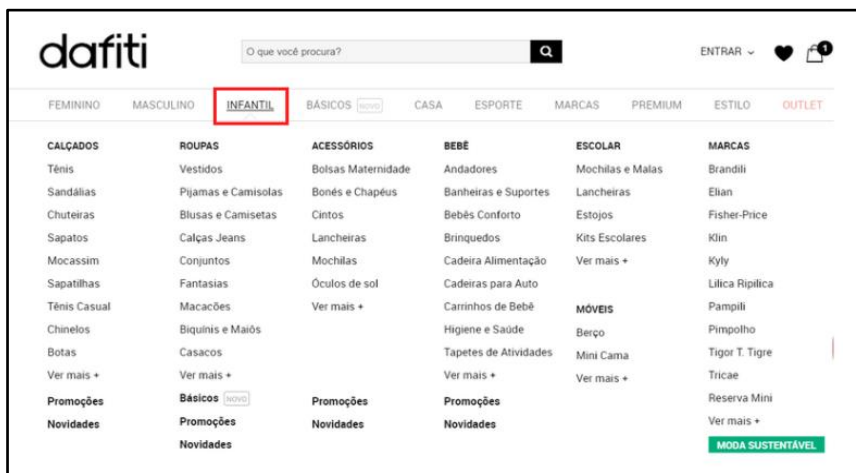 dafiti
O que você procura?
ENTRAR
1
FEMININO MASCULINO INFANTIL BÁSICOS NOVO CASA ESPORTE MARCAS PREMIUM ESTILO OUTLET
CALÇADOS
Tênis
Sandálias
Chuteiras
Sapatos
Mocassim
Sapatilhas
Tênis Casual
Chinelos
Botas
Ver mais +
Promoções
Novidades
ROUPAS
Vestidos
Pijamas e Camisolas
Blusas e Camisetas
Calças Jeans
Conjuntos
Fantasias
Macacões
Biquínis e Maiôs
Casacos
Ver mais +
Básicos NOVO
Promoções
Novidades
ACESSÓRIOS
Bolsas Maternidade
Bonés e Chapéus
Cintos
Lancheiras
Mochilas
Óculos de sol
Ver mais +
Promoções
Novidades
BEBÊ
Andadores
Banheiras e Suportes
Bebês Conforto
Brinquedos
Cadeira Alimentação
Cadeiras para Auto
Carrinhos de Bebê
Higiene e Saúde
Tapetes de Atividades
Ver mais +
Promoções
Novidades
ESCOLAR
Mochilas e Malas
Lancheiras
Estojos
Kits Escolares
Ver mais +
MÓVEIS
Berço
Mini Cama
Ver mais +
MARCAS
Brandili
Elian
Fisher-Price
Klin
Kyly
Lilica Ripilica
Pampili
Pimpolho
Tigor T. Tigre
Tricae
Reserva Mini
Ver mais +
MODA SUSTENTÁVEL